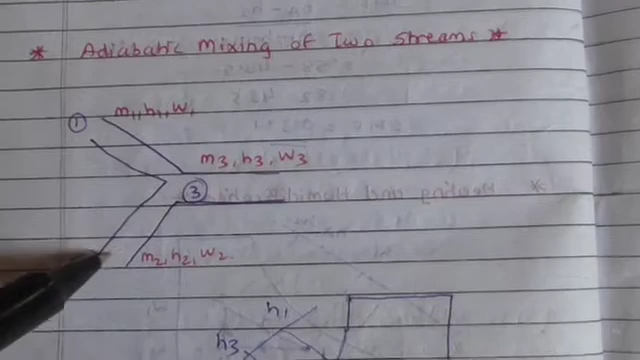 * Adiabatic Mixing of Two Streams *
① m₁, h₁, W₁
m₃, h₃, W₃
③
m₂, h₂, W₂
h₁
h₃